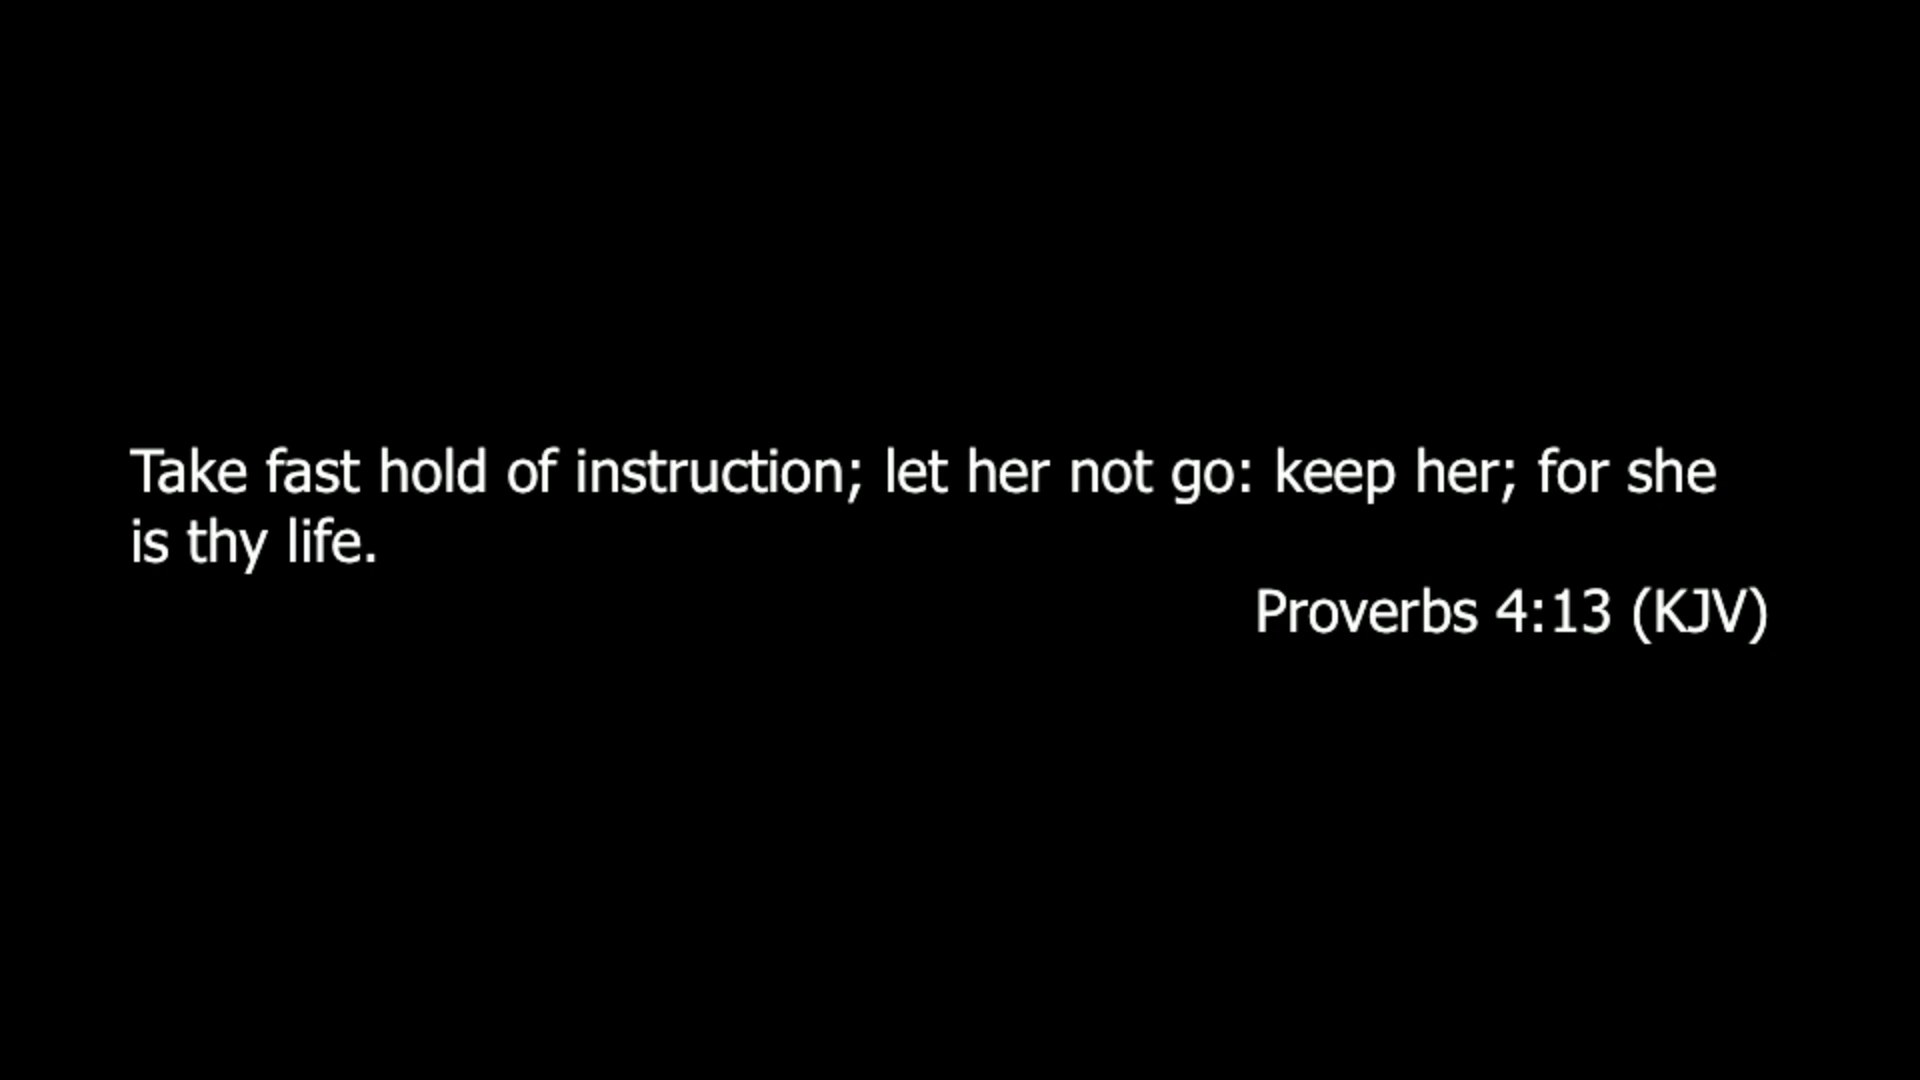 Take fast hold of instruction; let her not go: keep her; for she
is thy life.
Proverbs 4:13 (KJV)